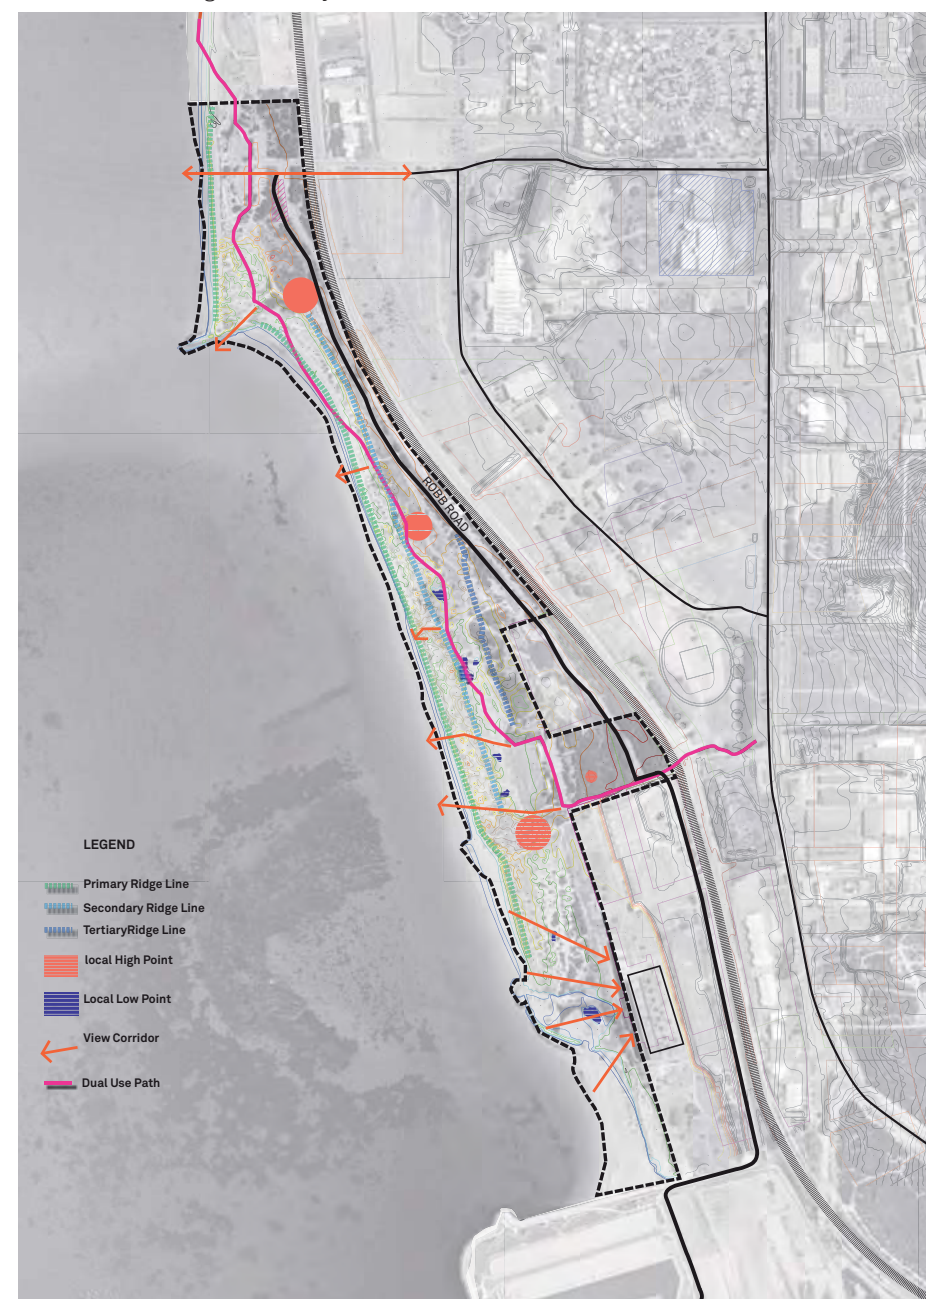 ROBB ROAD
LEGEND
Primary Ridge Line
Secondary Ridge Line
TertiaryRidge Line
local High Point
Local Low Point
View Corridor
Dual Use Path